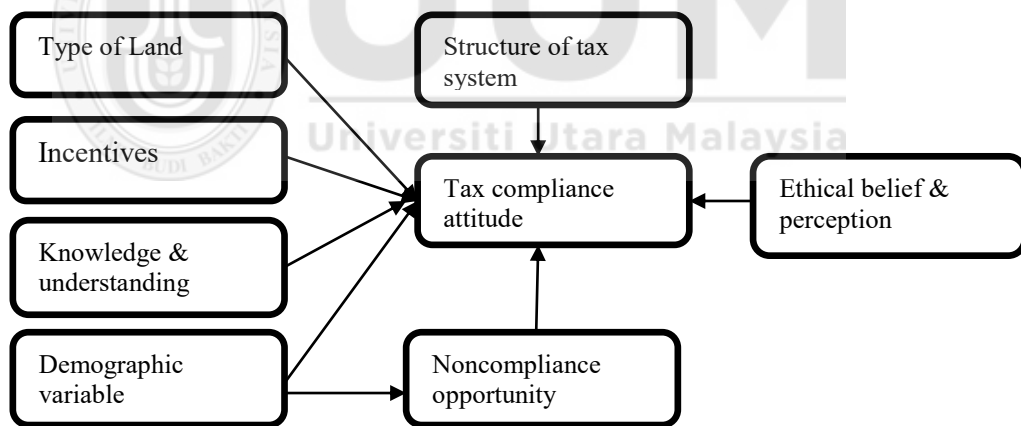 Type of Land
Structure of tax
system
Universiti Utara Malaysia
Incentives
Tax compliance
attitude
Ethical belief &
perception
Knowledge &
understanding
Demographic
variable
Noncompliance
opportunity